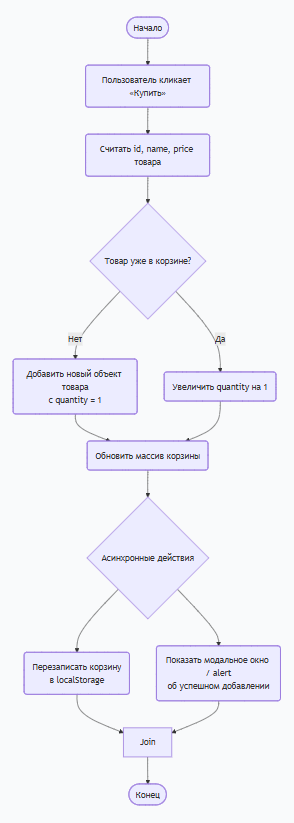 Начало
Пользователь кликает
«Купить»
Считать id, name, price
товара
Товар уже в корзине?
Нет
Да
Добавить новый объект
товара
с quantity = 1
Увеличить quantity на 1
Обновить массив корзины
Асинхронные действия
Перезаписать корзину
в localStorage
Показать модальное окно
/ alert
об успешном добавлении
Join
Конец